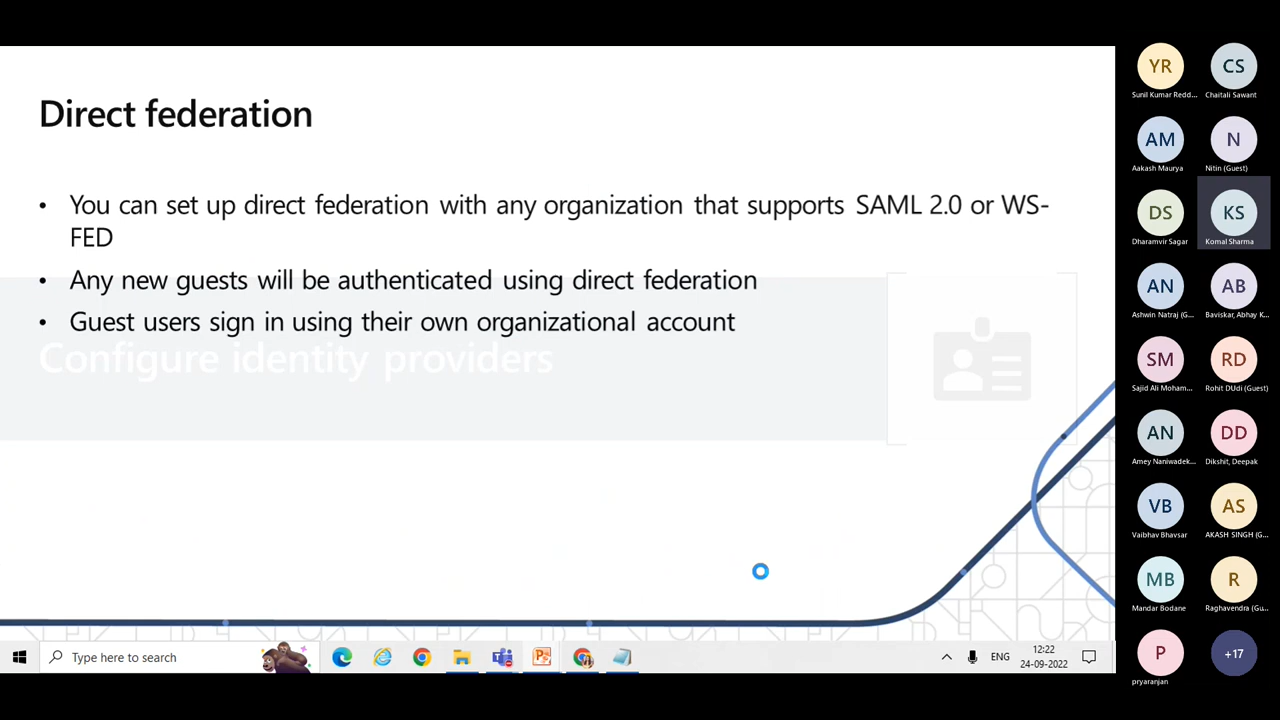 Direct federation
• You can set up direct federation with any organization that supports SAML 2.0 or WS-
FED
• Any new guests will be authenticated using direct federation
• Guest users sign in using their own organizational account
Configure identity providers
Type here to search
ENG
12:22
24-09-2022
YR
Sunil Kumar Redd...
CS
Chaitali Sawant
AM
Aakash Maurya
N
Nitin (Guest)
DS
Dharamvir Sagar
KS
Komal Sharma
AN
Ashwin Natraj (G...
AB
Baviskar, Abhay K...
SM
Sajid Ali Moham...
RD
Rohit DUdi (Guest)
AN
Amey Naniwadek...
DD
Dikshit, Deepak
VB
Vaibhav Bhavsar
AS
AKASH SINGH (G...
MB
Mandar Bodane
R
Raghavendra (Gu...
P
pryaranjan
+17